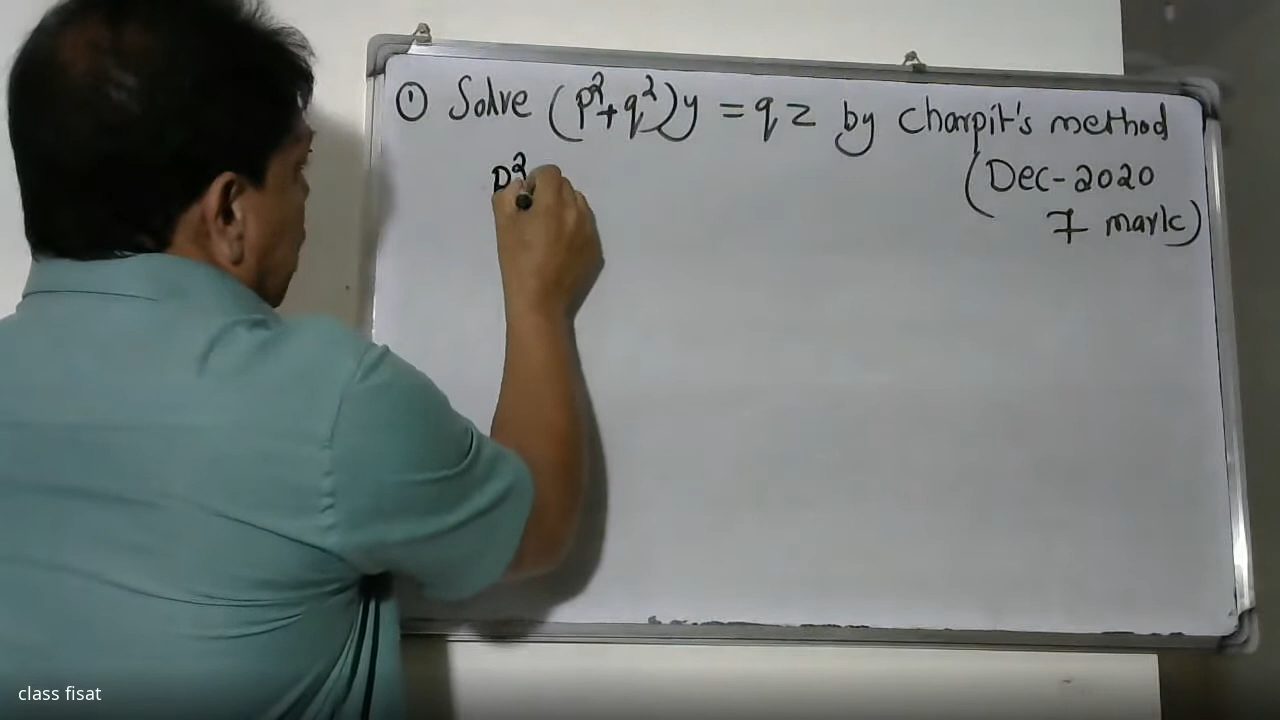 ① Solve (p²+q²)y = qz by Charpit's method
(Dec-2020
7 mark)
p²
class fisat